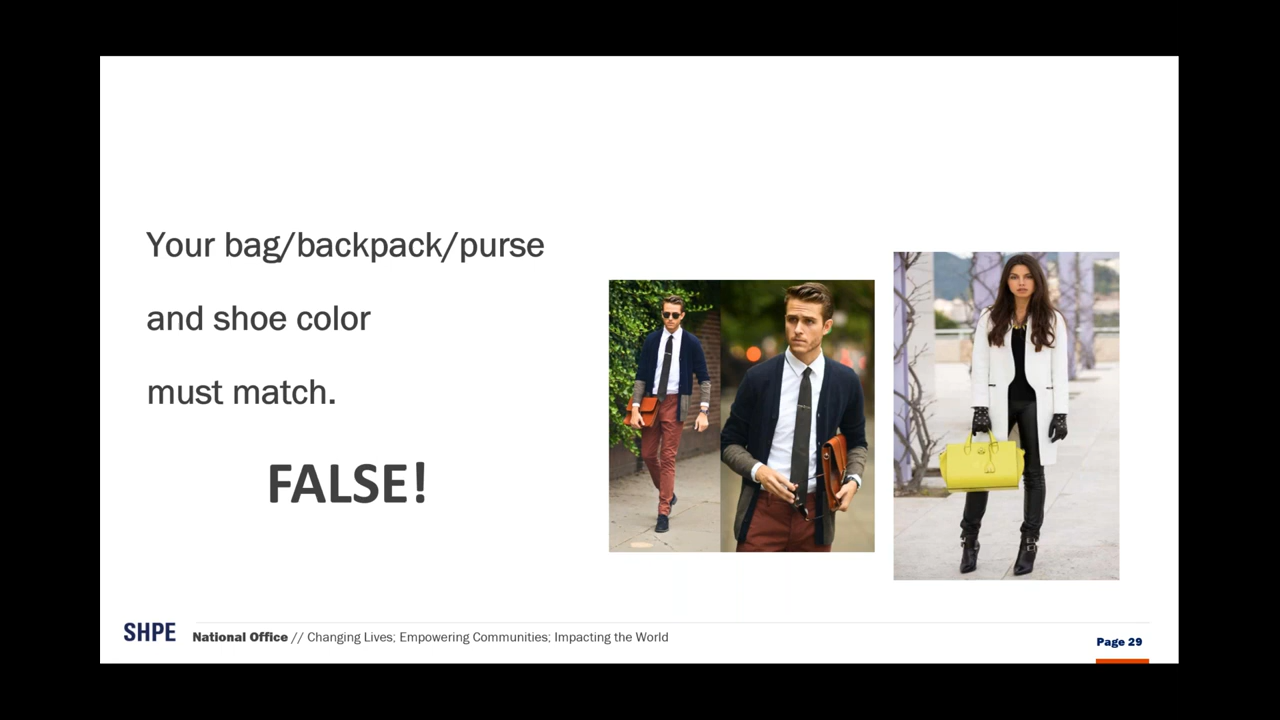 Your bag/backpack/purse
and shoe color
must match.
FALSE!
SHPE National Office // Changing Lives; Empowering Communities; Impacting the World
Page 29